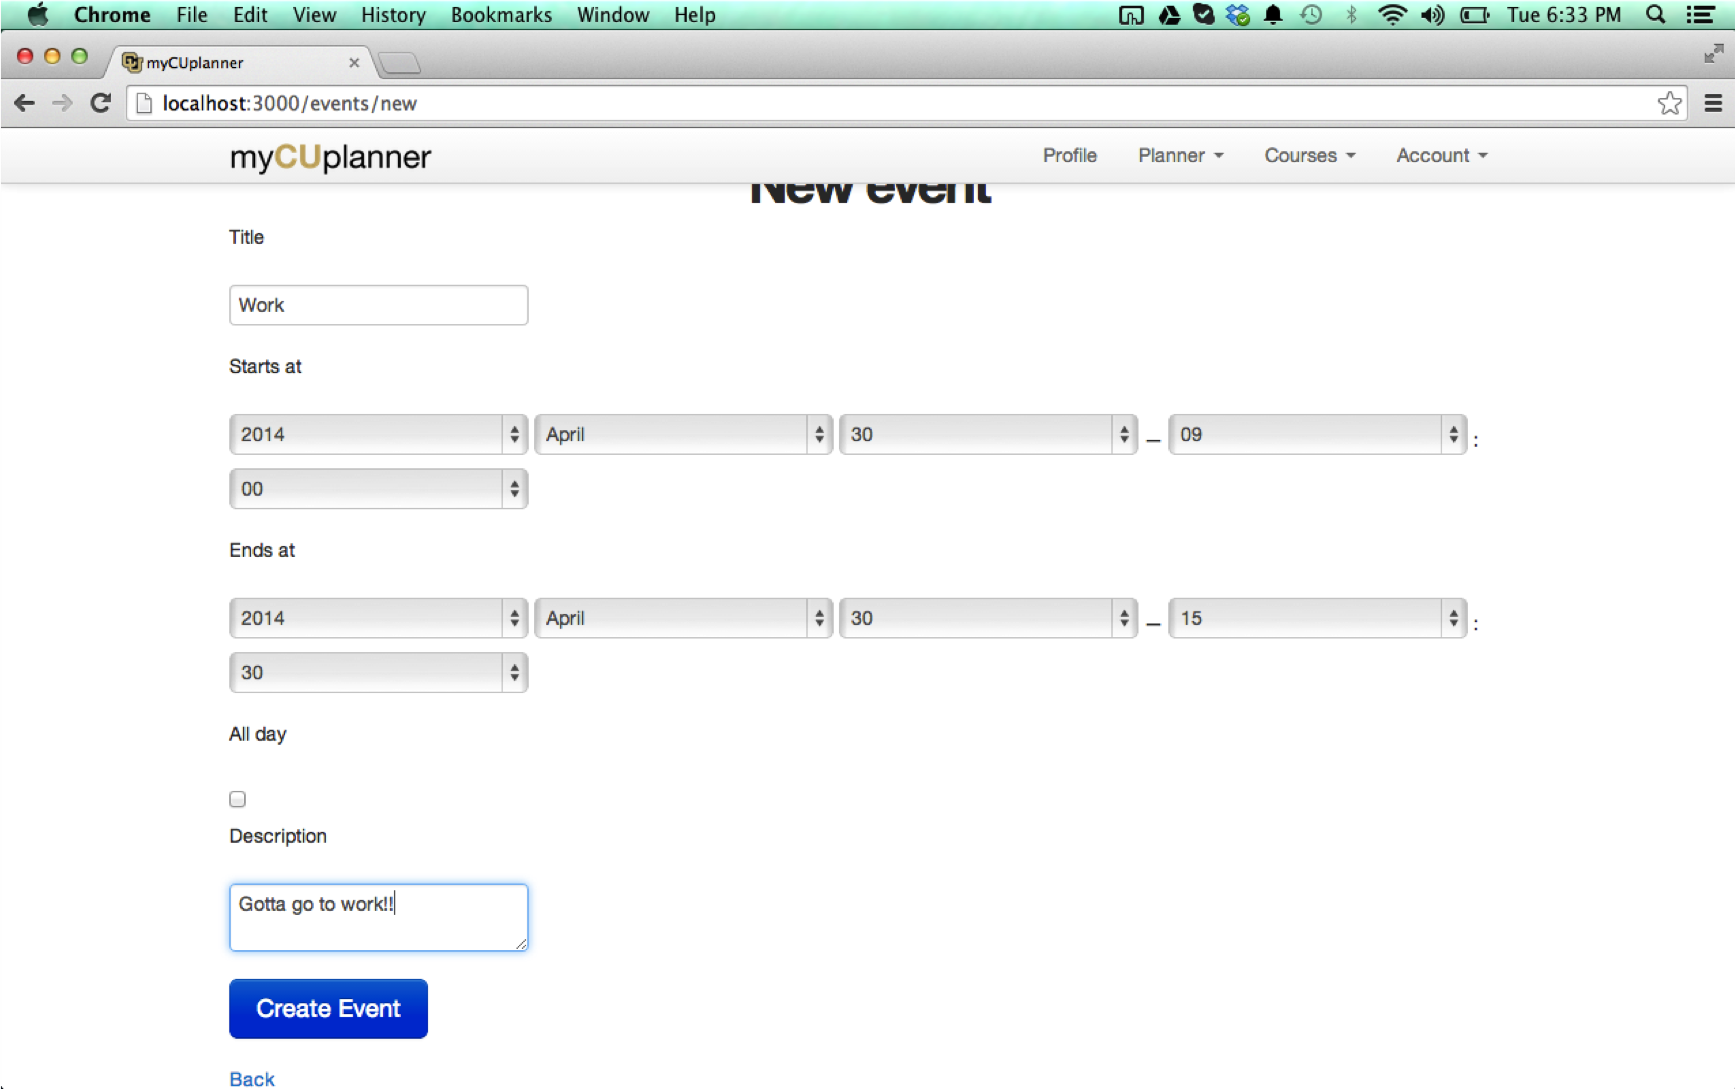 Chrome File Edit View History Bookmarks Window Help Tue 6:33 PM
myCUplanner
localhost:3000/events/new
myCUplanner Profile Planner Courses Account
New event
Title
Work
Starts at
2014 April 30 – 09 :
00
Ends at
2014 April 30 – 15 :
30
All day
Description
Gotta go to work!!
Create Event
Back